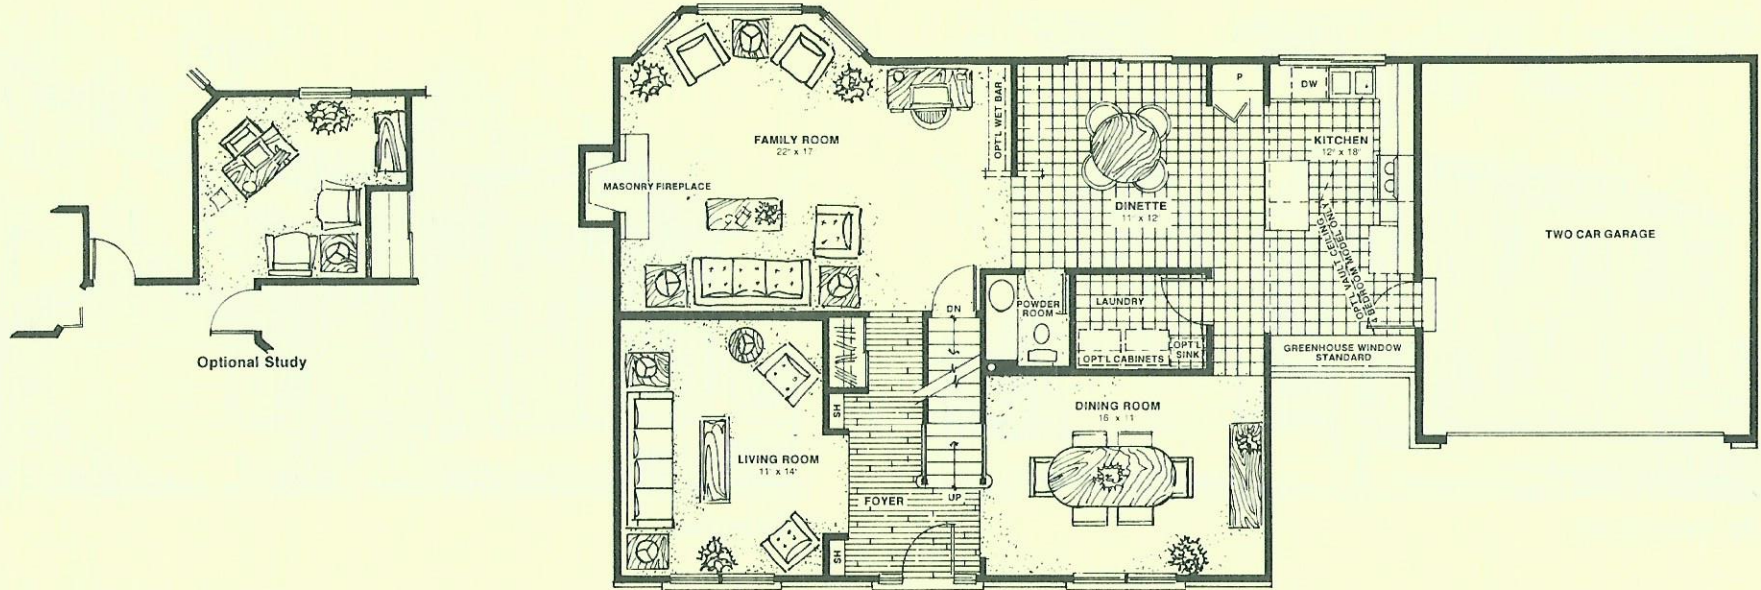 Optional Study
FAMILY ROOM
22' x 17'
MASONRY FIREPLACE
OPT'L WET BAR
DINETTE
11' x 12'
P
DW
KITCHEN
12' x 18'
OPT'L VAULT CEILING
4 BEDROOM MODEL ONLY
TWO CAR GARAGE
DN
POWDER
ROOM
LAUNDRY
OPT'L CABINETS
OPT'L
SINK
GREENHOUSE WINDOW
STANDARD
SH
LIVING ROOM
11' x 14'
FOYER
UP
DINING ROOM
16' x 11'
SH